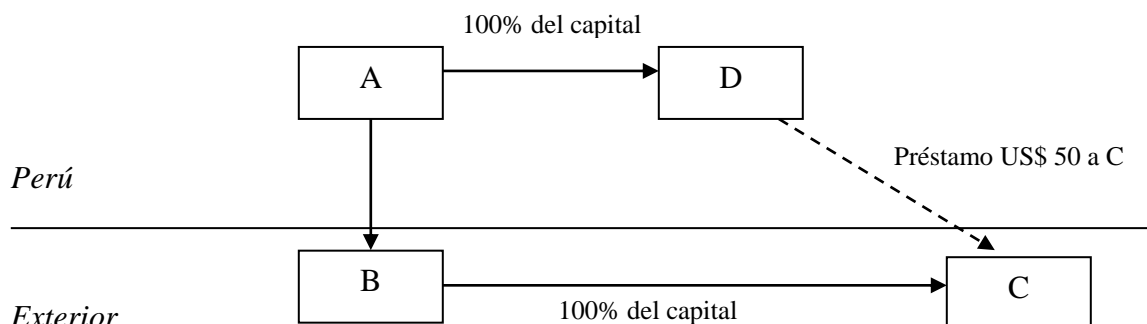 100% del capital
A
D
Préstamo US$ 50 a C
Perú
B
C
100% del capital
Exterior